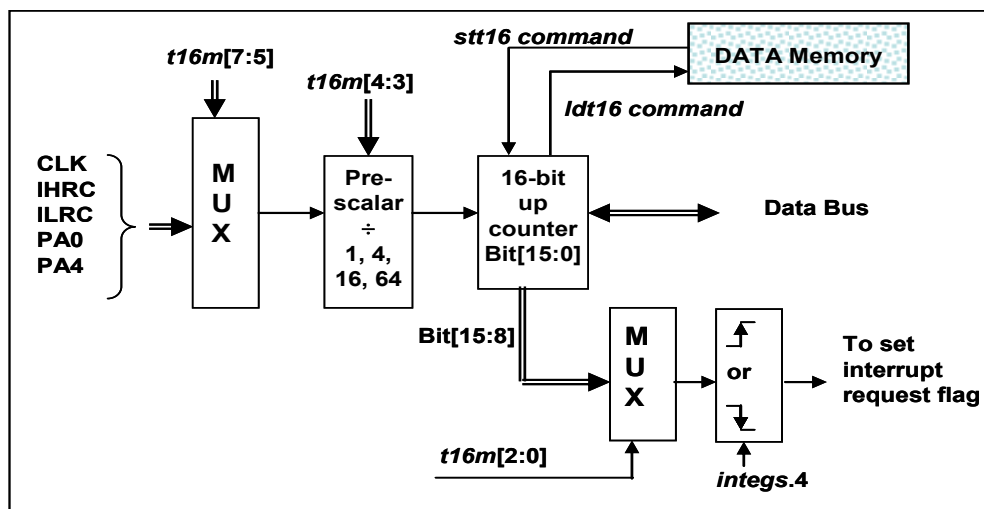 stt16 command
DATA Memory
t16m[7:5]
t16m[4:3]
ldt16 command
CLK
IHRC
ILRC
PA0
PA4
M
U
X
Pre-
scalar
÷
1, 4,
16, 64
16-bit
up
counter
Bit[15:0]
Data Bus
Bit[15:8]
M
U
X
or
To set
interrupt
request flag
t16m[2:0]
integs.4